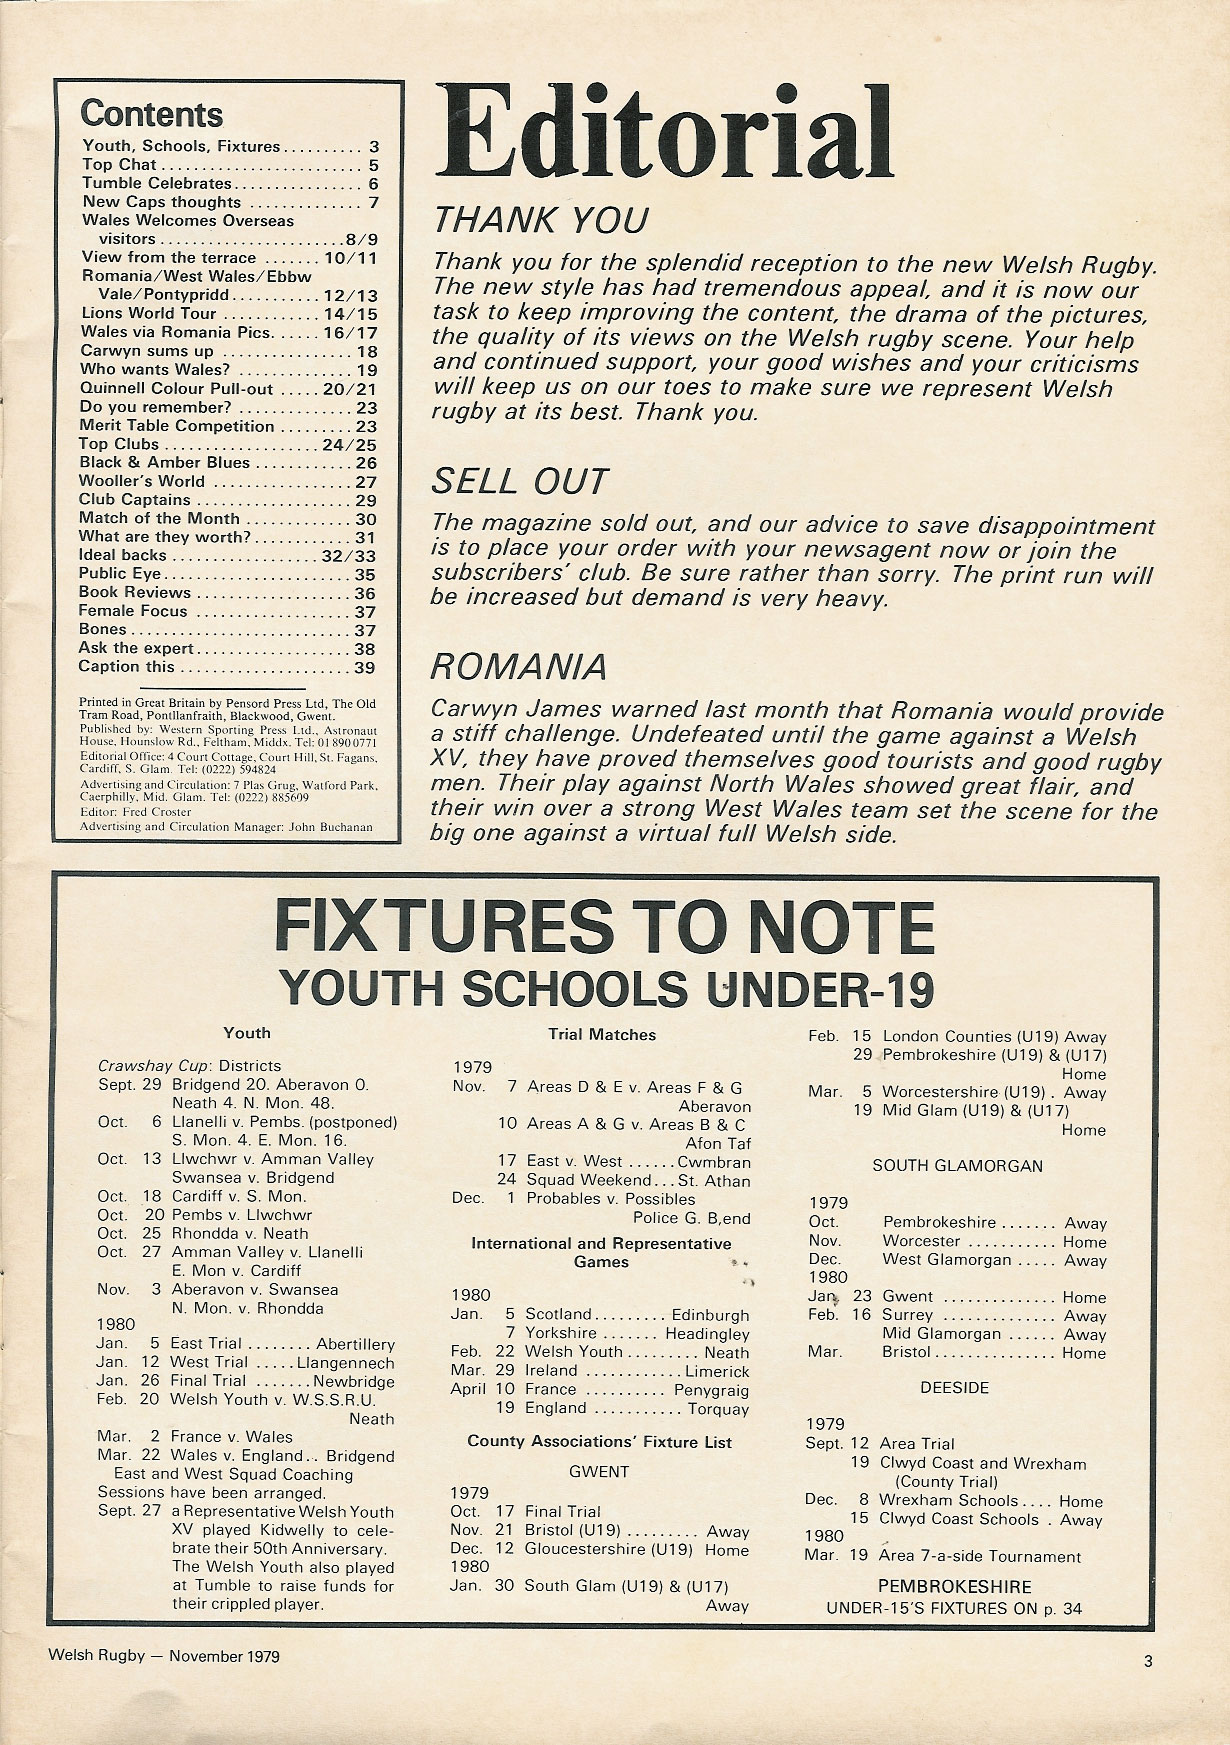 Contents
Youth, Schools, Fixtures.......... 3
Top Chat......................... 5
Tumble Celebrates................ 6
New Caps thoughts .............. 7
Wales Welcomes Overseas
visitors.......................8/9
View from the terrace ....... 10/11
Romania/West Wales/Ebbw
Vale/Pontypridd........... 12/13
Lions World Tour ............ 14/15
Wales via Romania Pics...... 16/17
Carwyn sums up ................ 18
Who wants Wales? .............. 19
Quinnell Colour Pull-out ..... 20/21
Do you remember? .............. 23
Merit Table Competition ......... 23
Top Clubs ................... 24/25
Black & Amber Blues ............ 26
Wooller's World ................. 27
Club Captains ................... 29
Match of the Month ............. 30
What are they worth?............ 31
Ideal backs .................. 32/33
Public Eye....................... 35
Book Reviews .................... 36
Female Focus ................... 37
Bones........................... 37
Ask the expert................... 38
Caption this ..................... 39
Printed in Great Britain by Pensord Press Ltd, The Old
Tram Road, Pontllanfraith, Blackwood, Gwent.
Published by: Western Sporting Press Ltd., Astronaut
House, Hounslow Rd., Feltham, Middx. Tel: 01 890 0771
Editorial Office: 4 Court Cottage, Court Hill, St. Fagans,
Cardiff, S. Glam. Tel: (0222) 594824
Advertising and Circulation: 7 Plas Grug, Watford Park,
Caerphilly, Mid. Glam. Tel: (0222) 885609
Editor: Fred Croster
Advertising and Circulation Manager: John Buchanan
Editorial
THANK YOU
Thank you for the splendid reception to the new Welsh Rugby.
The new style has had tremendous appeal, and it is now our
task to keep improving the content, the drama of the pictures,
the quality of its views on the Welsh rugby scene. Your help
and continued support, your good wishes and your criticisms
will keep us on our toes to make sure we represent Welsh
rugby at its best. Thank you.
SELL OUT
The magazine sold out, and our advice to save disappointment
is to place your order with your newsagent now or join the
subscribers' club. Be sure rather than sorry. The print run will
be increased but demand is very heavy.
ROMANIA
Carwyn James warned last month that Romania would provide
a stiff challenge. Undefeated until the game against a Welsh
XV, they have proved themselves good tourists and good rugby
men. Their play against North Wales showed great flair, and
their win over a strong West Wales team set the scene for the
big one against a virtual full Welsh side.
FIXTURES TO NOTE
YOUTH SCHOOLS UNDER-19
Youth
Crawshay Cup: Districts
Sept. 29 Bridgend 20. Aberavon 0.
Neath 4. N. Mon. 48.
Oct. 6 Llanelli v. Pembs. (postponed)
S. Mon. 4. E. Mon. 16.
Oct. 13 Llwchwr v. Amman Valley
Swansea v. Bridgend
Oct. 18 Cardiff v. S. Mon.
Oct. 20 Pembs v. Llwchwr
Oct. 25 Rhondda v. Neath
Oct. 27 Amman Valley v. Llanelli
E. Mon v. Cardiff
Nov. 3 Aberavon v. Swansea
N. Mon. v. Rhondda
1980
Jan. 5 East Trial ........ Abertillery
Jan. 12 West Trial .....Llangennech
Jan. 26 Final Trial .......Newbridge
Feb. 20 Welsh Youth v. W.S.S.R.U.
Neath
Mar. 2 France v. Wales
Mar. 22 Wales v. England... Bridgend
East and West Squad Coaching
Sessions have been arranged.
Sept. 27 a Representative Welsh Youth
XV played Kidwelly to cele-
brate their 50th Anniversary.
The Welsh Youth also played
at Tumble to raise funds for
their crippled player.
Trial Matches
1979
Nov. 7 Areas D & E v. Areas F & G
Aberavon
10 Areas A & G v. Areas B & C
Afon Taf
17 East v. West ......Cwmbran
24 Squad Weekend...St. Athan
Dec. 1 Probables v. Possibles
Police G. B,end
International and Representative
Games
1980
Jan. 5 Scotland......... Edinburgh
7 Yorkshire ....... Headingley
Feb. 22 Welsh Youth......... Neath
Mar. 29 Ireland ............ Limerick
April 10 France .......... Penygraig
19 England ........... Torquay
County Associations' Fixture List
GWENT
1979
Oct. 17 Final Trial
Nov. 21 Bristol (U19) ......... Away
Dec. 12 Gloucestershire (U19) Home
1980
Jan. 30 South Glam (U19) & (U17)
Away
Feb. 15 London Counties (U19) Away
29 Pembrokeshire (U19) & (U17)
Home
Mar. 5 Worcestershire (U19) . Away
19 Mid Glam (U19) & (U17)
Home
SOUTH GLAMORGAN
1979
Oct. Pembrokeshire ....... Away
Nov. Worcester ........... Home
Dec. West Glamorgan ..... Away
1980
Jan. 23 Gwent .............. Home
Feb. 16 Surrey .............. Away
Mid Glamorgan ...... Away
Mar. Bristol............... Home
DEESIDE
1979
Sept. 12 Area Trial
19 Clwyd Coast and Wrexham
(County Trial)
Dec. 8 Wrexham Schools.... Home
15 Clwyd Coast Schools . Away
1980
Mar. 19 Area 7-a-side Tournament
PEMBROKESHIRE
UNDER-15'S FIXTURES ON p. 34
Welsh Rugby — November 1979
3